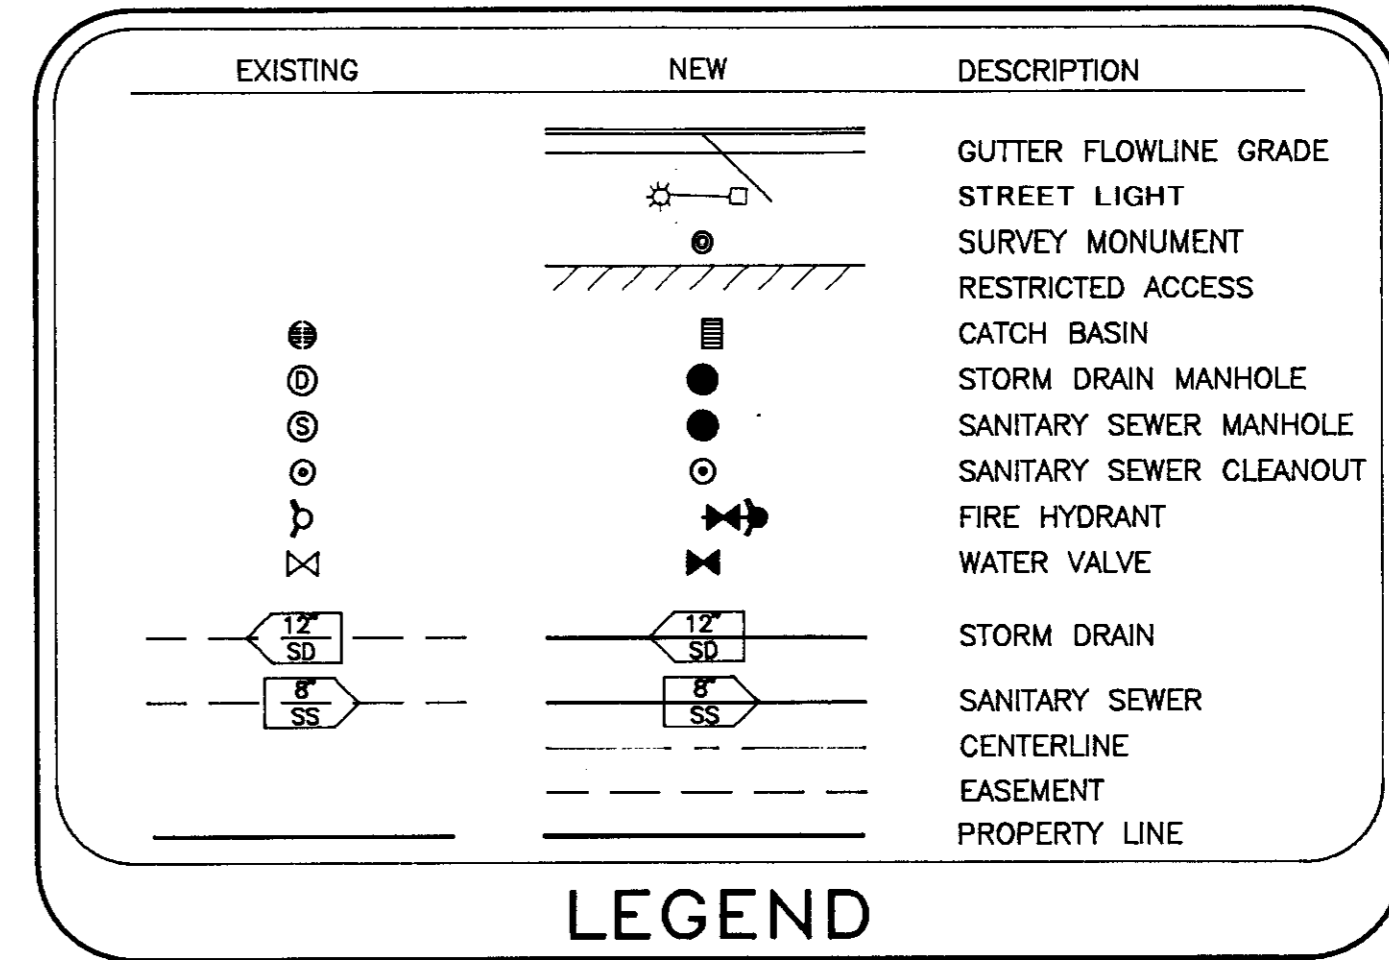 EXISTING NEW DESCRIPTION
GUTTER FLOWLINE GRADE
STREET LIGHT
SURVEY MONUMENT
RESTRICTED ACCESS
CATCH BASIN
D STORM DRAIN MANHOLE
S SANITARY SEWER MANHOLE
SANITARY SEWER CLEANOUT
FIRE HYDRANT
WATER VALVE
12" 12"
SD SD STORM DRAIN
8" 8"
SS SS SANITARY SEWER
CENTERLINE
EASEMENT
PROPERTY LINE
LEGEND